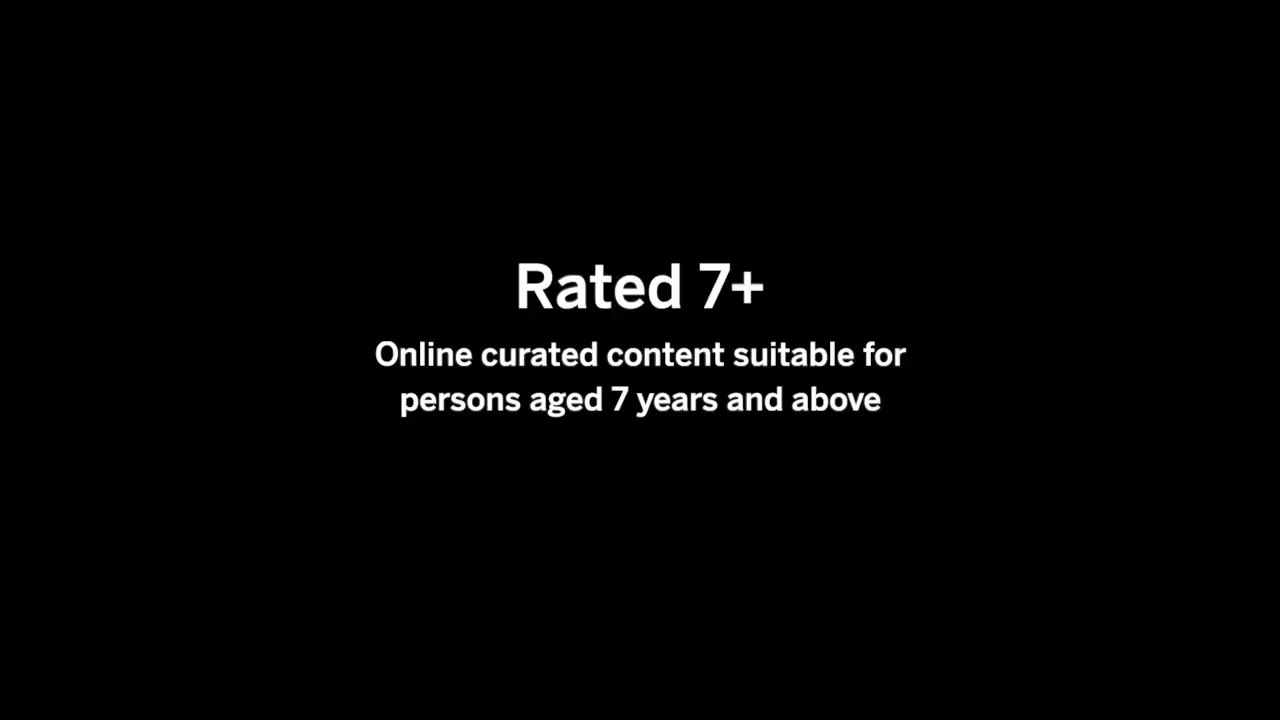 Rated 7+
Online curated content suitable for
persons aged 7 years and above